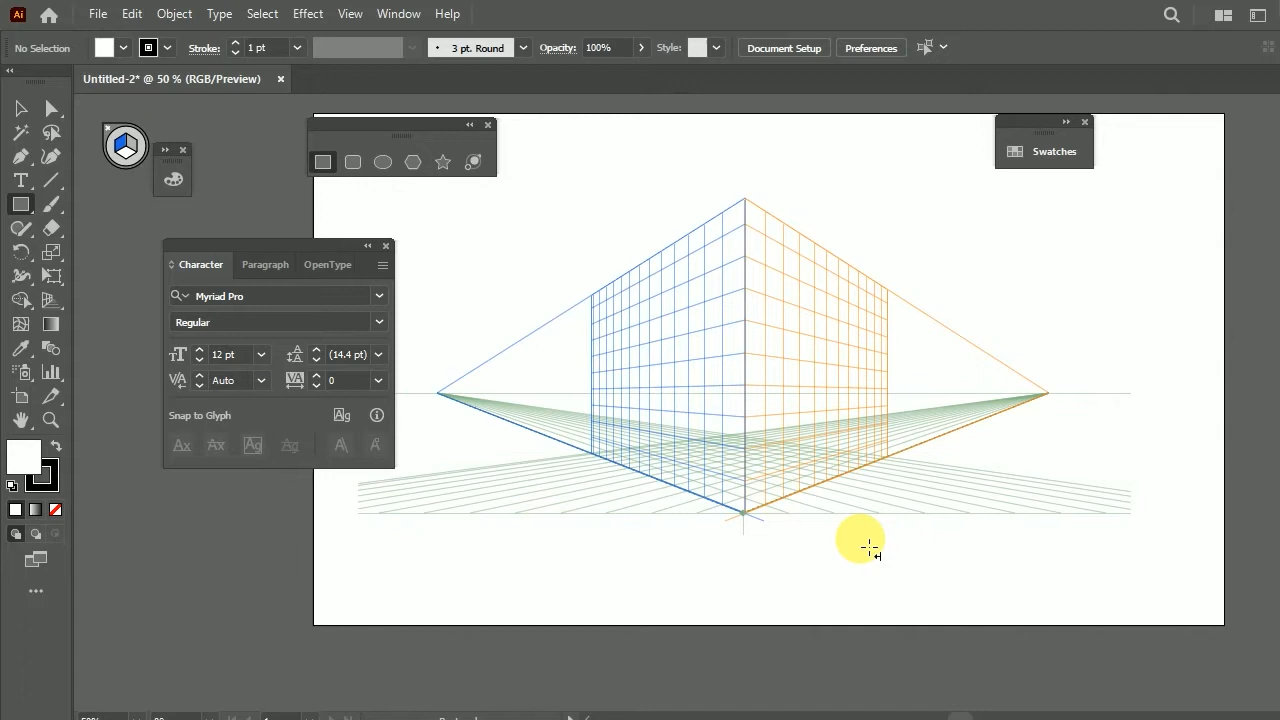 Ai
File Edit Object Type Select Effect View Window Help
No Selection Stroke: 1 pt 3 pt. Round Opacity: 100% Style: Document Setup Preferences
Untitled-2* @ 50 % (RGB/Preview)
Swatches
Character Paragraph OpenType
Myriad Pro
Regular
12 pt (14.4 pt)
Auto 0
Snap to Glyph